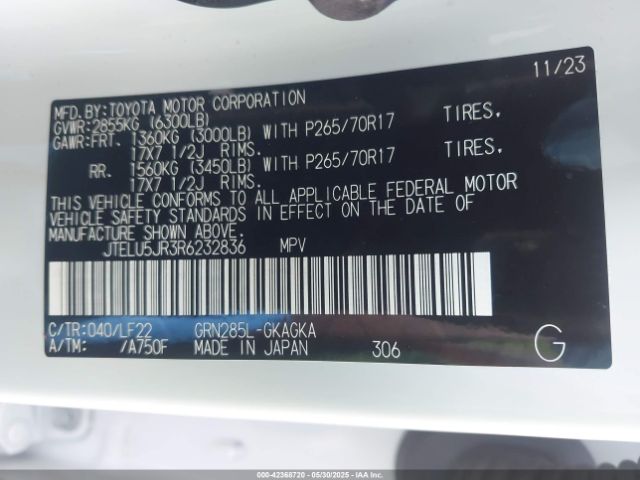 11/23
MFD.BY:TOYOTA MOTOR CORPORATION
GVWR:2855KG (6300LB)
GAWR:FRT. 1360KG (3000LB) WITH P265/70R17 TIRES,
17X7 1/2J RIMS.
RR. 1560KG (3450LB) WITH P265/70R17 TIRES,
17X7 1/2J RIMS.
THIS VEHICLE CONFORMS TO ALL APPLICABLE FEDERAL MOTOR
VEHICLE SAFETY STANDARDS IN EFFECT ON THE DATE OF
MANUFACTURE SHOWN ABOVE.
JTELU5JR3R6232836 MPV
C/TR:040/LF22 GRN285L-GKAGKA
A/TM: /A750F MADE IN JAPAN 306 G
000-42368720 - 05/30/2025 - Copyright IAA, Inc.